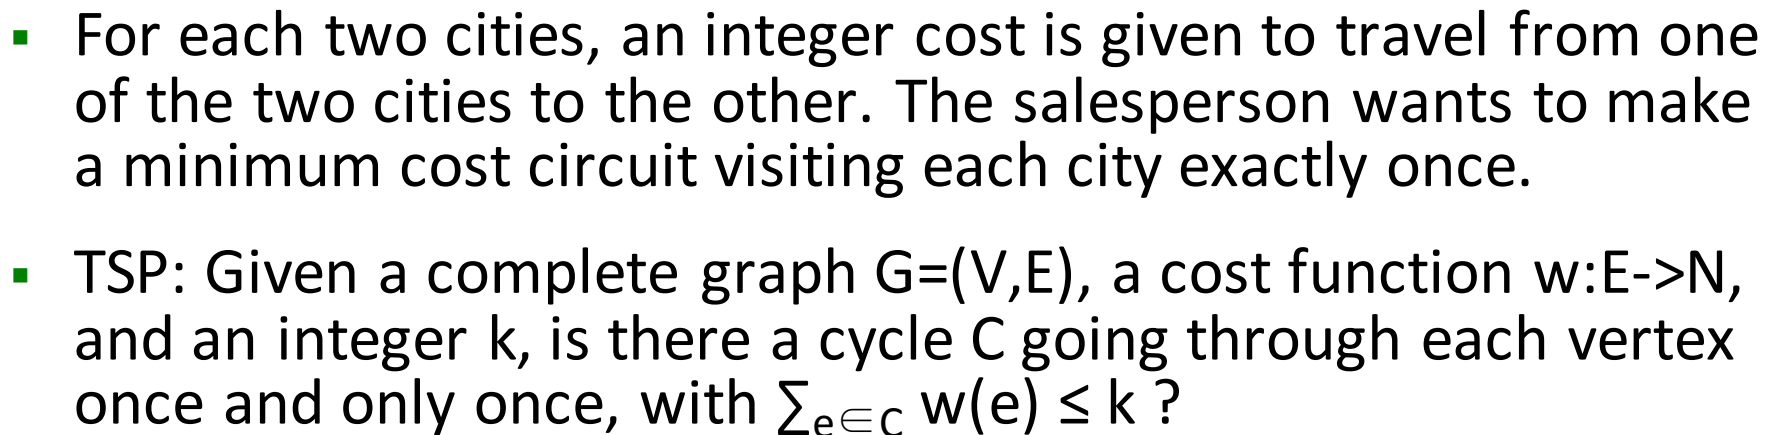 ▪ For each two cities, an integer cost is given to travel from one
of the two cities to the other. The salesperson wants to make
a minimum cost circuit visiting each city exactly once.
▪ TSP: Given a complete graph G=(V,E), a cost function w:E->N,
and an integer k, is there a cycle C going through each vertex
once and only once, with ∑e∈C w(e) ≤ k ?